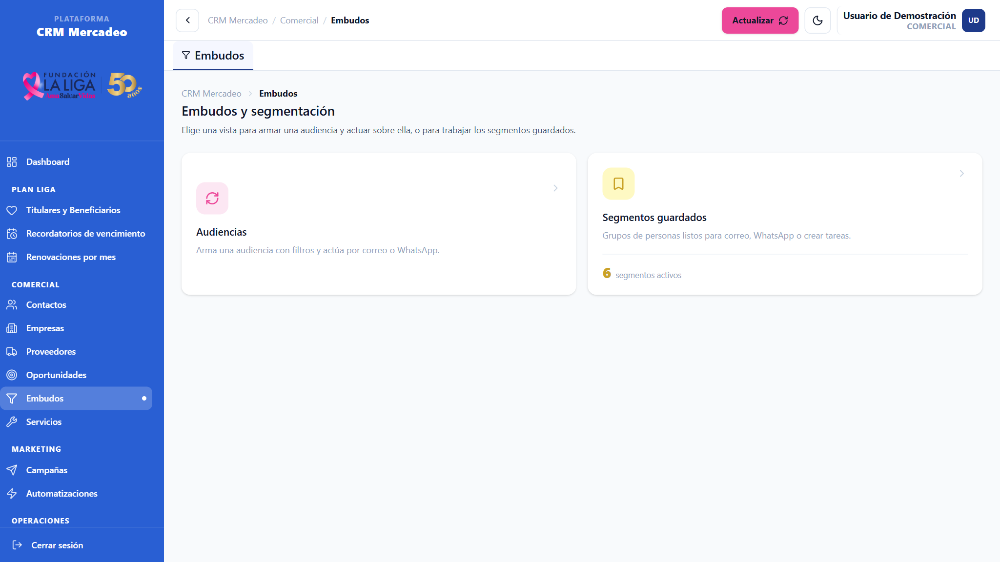 PLATAFORMA
CRM Mercadeo
FUNDACIÓN
LA LIGA
Ama Salvar Vidas
50 años
Dashboard
PLAN LIGA
Titulares y Beneficiarios
Recordatorios de vencimiento
Renovaciones por mes
COMERCIAL
Contactos
Empresas
Proveedores
Oportunidades
Embudos
Servicios
MARKETING
Campañas
Automatizaciones
OPERACIONES
Cerrar sesión
CRM Mercadeo / Comercial / Embudos
Actualizar
Usuario de Demostración
COMERCIAL
UD
Embudos
CRM Mercadeo > Embudos
Embudos y segmentación
Elige una vista para armar una audiencia y actuar sobre ella, o para trabajar los segmentos guardados.
Audiencias
Arma una audiencia con filtros y actúa por correo o WhatsApp.
Segmentos guardados
Grupos de personas listos para correo, WhatsApp o crear tareas.
6 segmentos activos